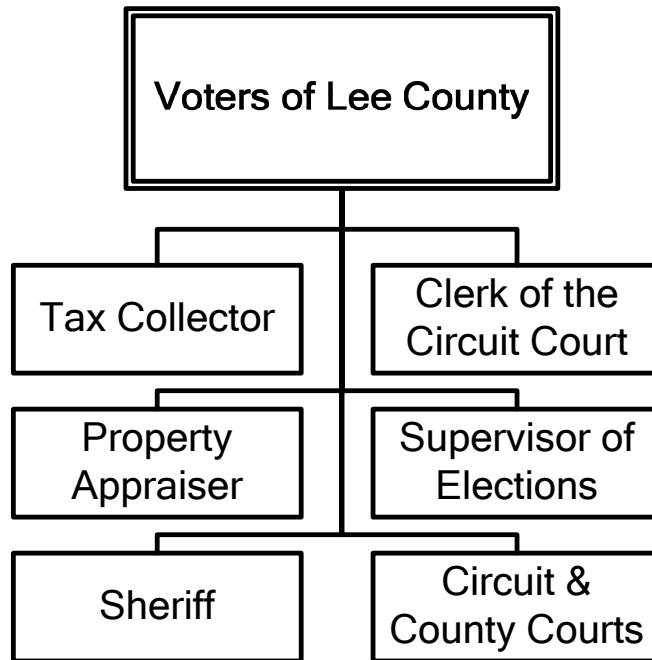 Voters of Lee County
Tax Collector
Clerk of the
Circuit Court
Property
Appraiser
Supervisor of
Elections
Sheriff
Circuit &
County Courts